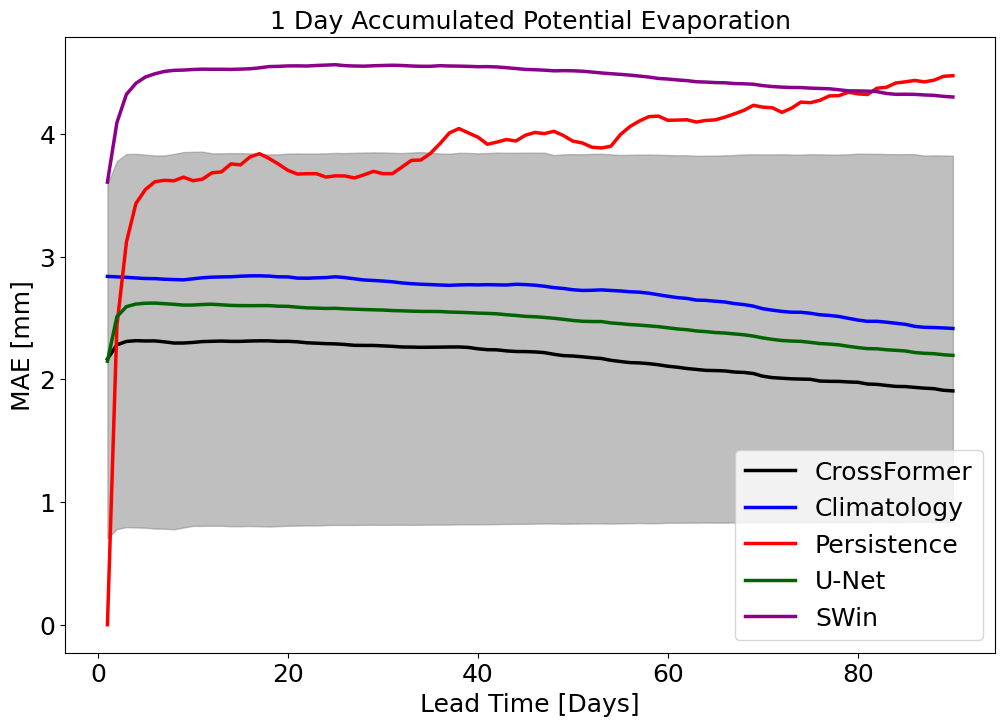 1 Day Accumulated Potential Evaporation
MAE [mm]
4
3
2
1
0
0 20 40 60 80
Lead Time [Days]
CrossFormer
Climatology
Persistence
U-Net
SWin